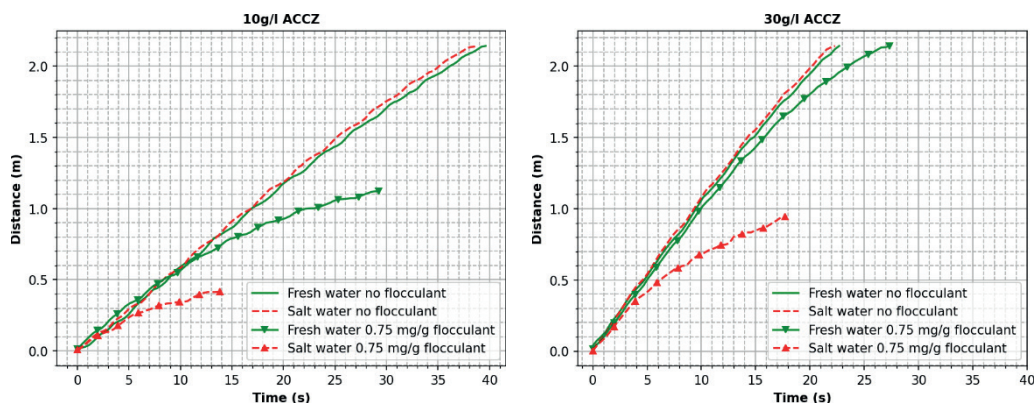 10g/l ACCZ
2.0
1.5
1.0
0.5
0.0
Distance (m)
0 5 10 15 20 25 30 35 40
Time (s)
Fresh water no flocculant
Salt water no flocculant
Fresh water 0.75 mg/g flocculant
Salt water 0.75 mg/g flocculant
30g/l ACCZ
2.0
1.5
1.0
0.5
0.0
Distance (m)
0 5 10 15 20 25 30 35 40
Time (s)
Fresh water no flocculant
Salt water no flocculant
Fresh water 0.75 mg/g flocculant
Salt water 0.75 mg/g flocculant